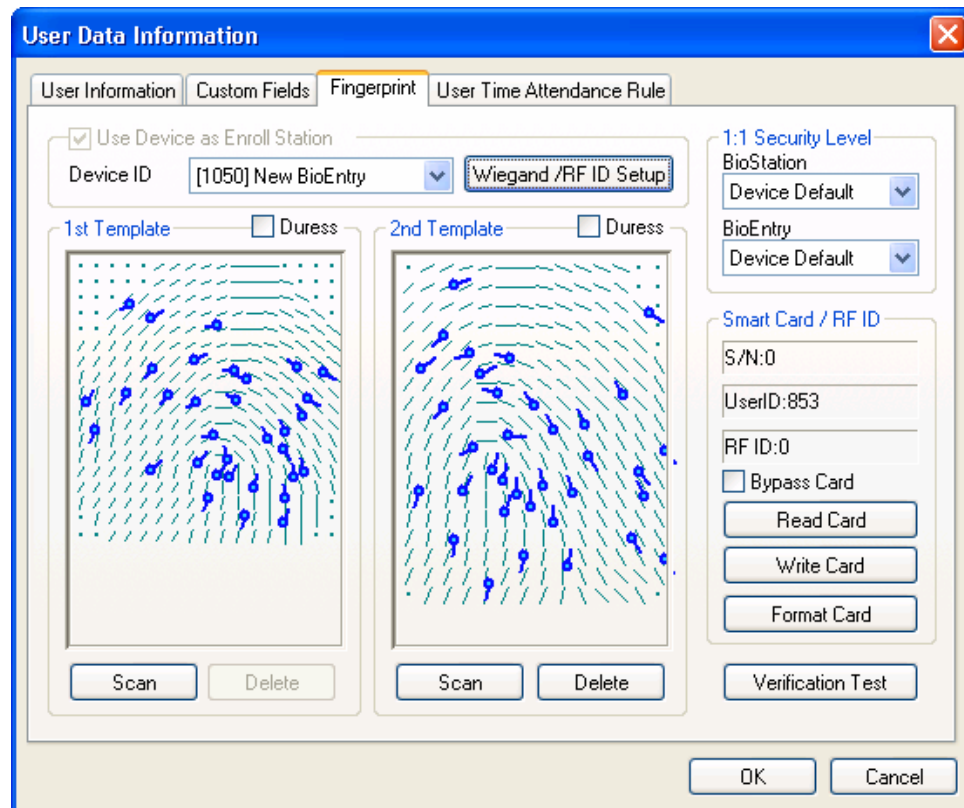 User Data Information
User Information Custom Fields Fingerprint User Time Attendance Rule
Use Device as Enroll Station
Device ID [1050] New BioEntry Wiegand /RF ID Setup
1st Template Duress
2nd Template Duress
Scan Delete
Scan Delete
1:1 Security Level
BioStation
Device Default
BioEntry
Device Default
Smart Card / RF ID
S/N:0
UserID:853
RF ID:0
Bypass Card
Read Card
Write Card
Format Card
Verification Test
OK Cancel